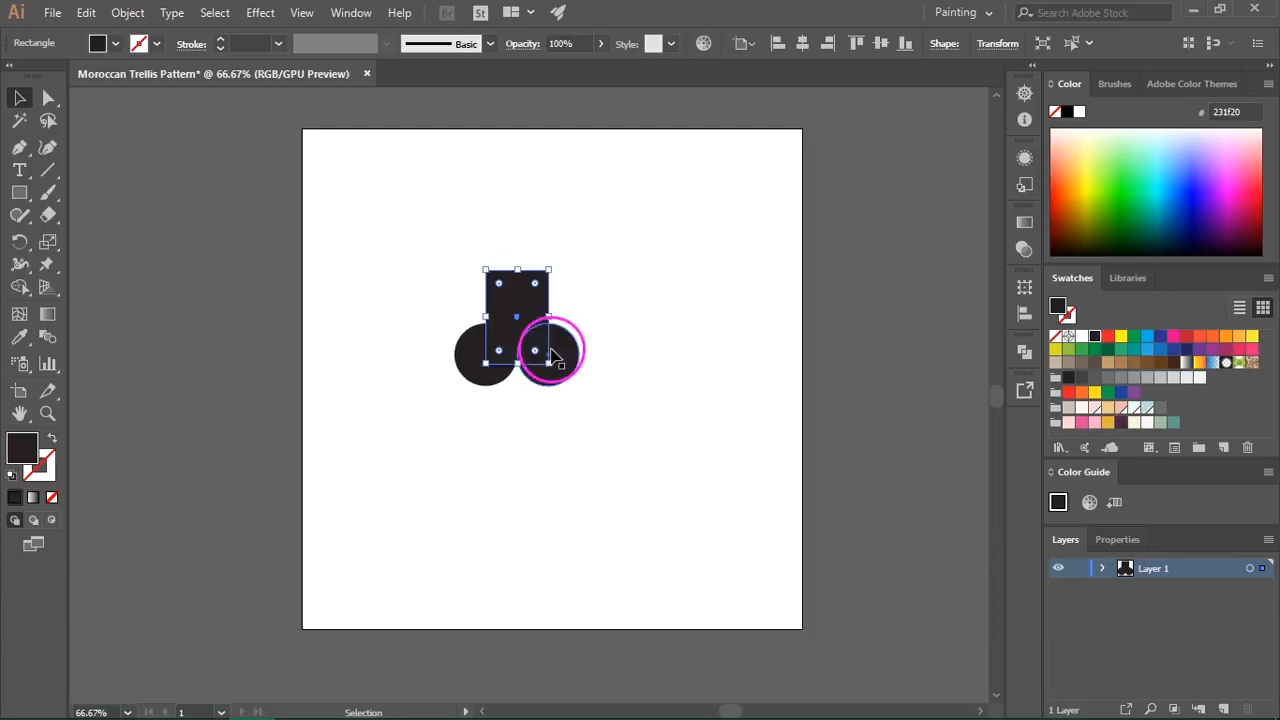 Ai File Edit Object Type Select Effect View Window Help Br St Painting Search Adobe Stock
Rectangle Stroke: Basic Opacity: 100% Style: Shape: Transform
Moroccan Trellis Pattern* @ 66.67% (RGB/GPU Preview)
Color Brushes Adobe Color Themes
# 231f20
Swatches Libraries
Color Guide
Layers Properties
Layer 1
1 Layer
66.67% 1 Selection